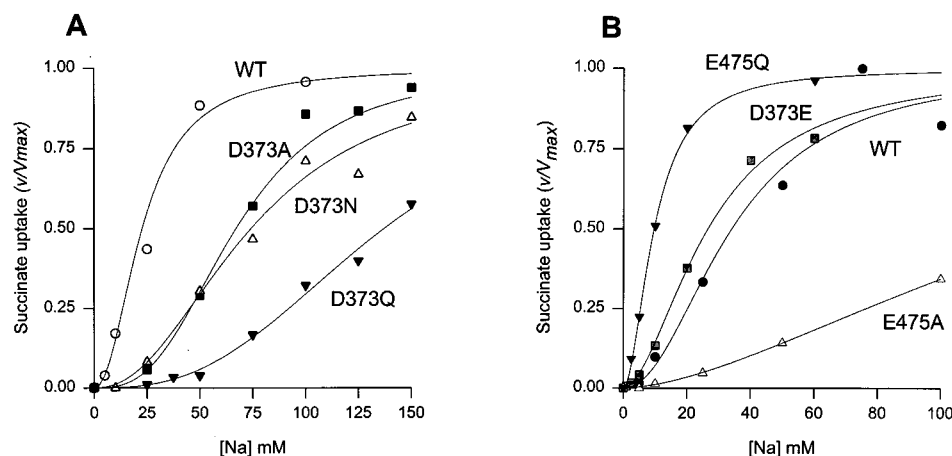 A
Succinate uptake (v/Vmax)
1.00
0.75
0.50
0.25
0.00
WT
D373A
D373N
D373Q
0 25 50 75 100 125 150
[Na] mM
B
Succinate uptake (v/Vmax)
1.00
0.75
0.50
0.25
0.00
E475Q
D373E
WT
E475A
0 20 40 60 80 100
[Na] mM